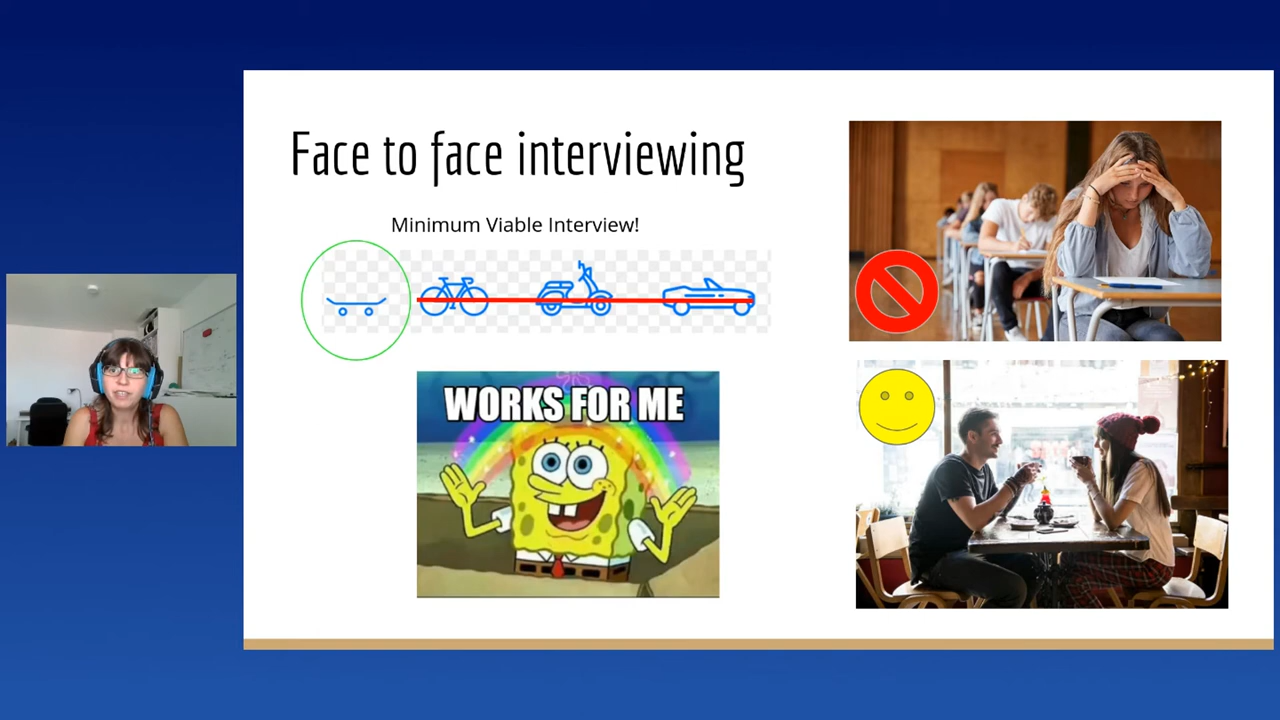 Face to face interviewing
Minimum Viable Interview!
WORKS FOR ME